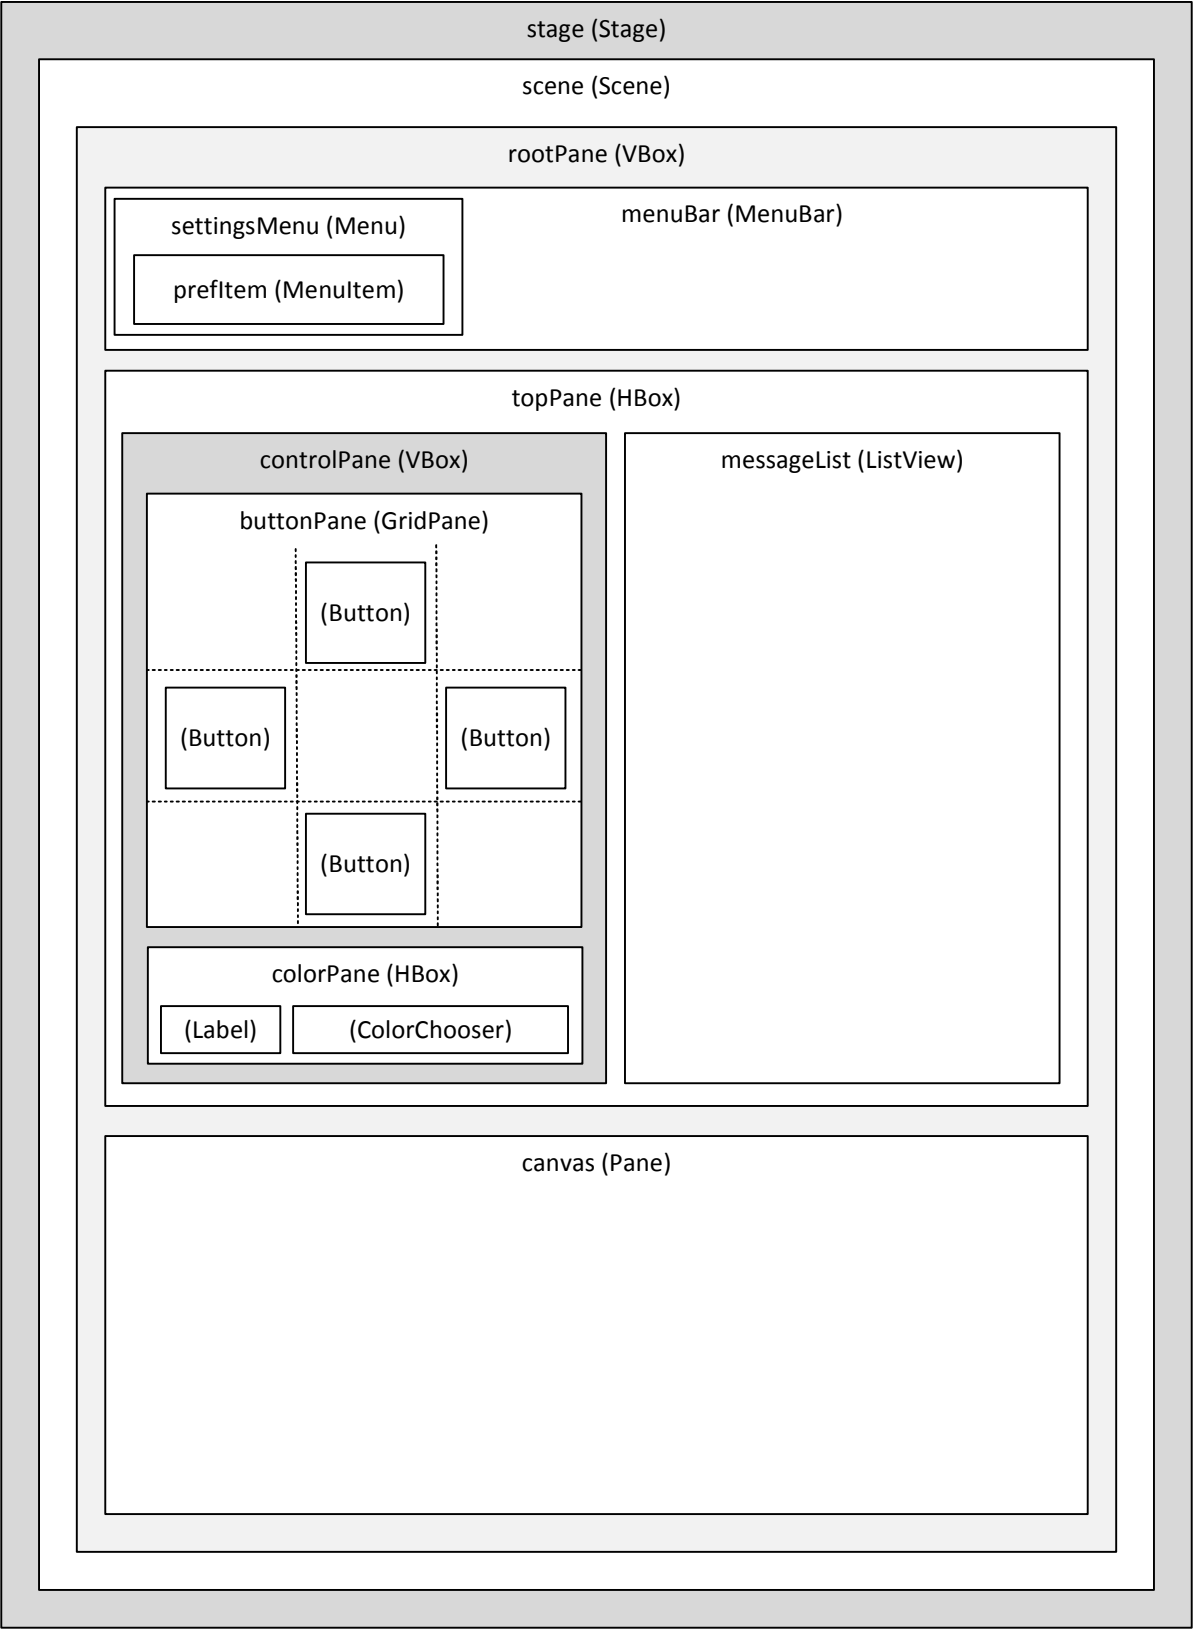 stage (Stage)
scene (Scene)
rootPane (VBox)
menuBar (MenuBar)
settingsMenu (Menu)
prefItem (MenuItem)
topPane (HBox)
controlPane (VBox)
buttonPane (GridPane)
(Button)
(Button)
(Button)
(Button)
colorPane (HBox)
(Label)
(ColorChooser)
messageList (ListView)
canvas (Pane)